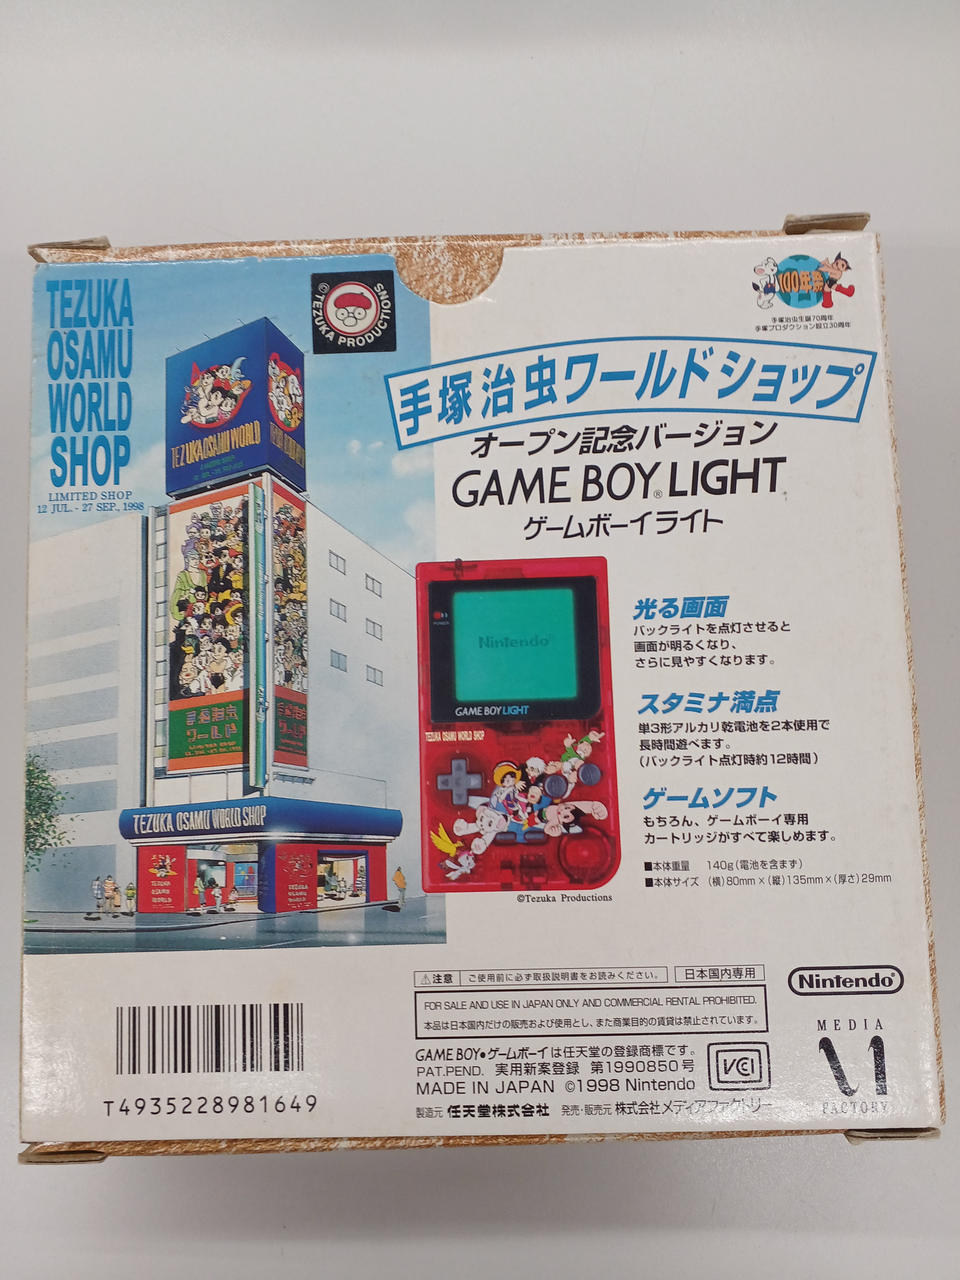 TEZUKA
OSAMU
WORLD
SHOP
LIMITED SHOP
12 JUL. - 27 SEP., 1998
© TEZUKA PRODUCTIONS
100年祭
手塚治虫生誕70周年
手塚プロダクション設立30周年
手塚治虫ワールドショップ
オープン記念バージョン
GAME BOY® LIGHT
ゲームボーイライト
TEZUKA OSAMU WORLD
手塚治虫
ワールド
TEZUKA OSAMU WORLD SHOP
TEZUKA
OSAMU
WORLD
POWER
Nintendo
GAME BOY LIGHT
TEZUKA OSAMU WORLD SHOP
©Tezuka Productions
光る画面
バックライトを点灯させると
画面が明るくなり、
さらに見やすくなります。
スタミナ満点
単3形アルカリ乾電池を2本使用で
長時間遊べます。
(バックライト点灯時約12時間)
ゲームソフト
もちろん、ゲームボーイ専用
カートリッジがすべて楽しめます。
■本体重量 140g(電池を含まず)
■本体サイズ (横)80mm×(縦)135mm×(厚さ)29mm
⚠注意 ご使用前に必ず取扱説明書をお読みください。
日本国内専用
FOR SALE AND USE IN JAPAN ONLY AND COMMERCIAL RENTAL PROHIBITED.
本品は日本国内だけの販売および使用とし、また商業目的の賃貸は禁止されています。
GAME BOY・ゲームボーイは任天堂の登録商標です。
PAT.PEND. 実用新案登録 第1990850号
MADE IN JAPAN ©1998 Nintendo
製造元 任天堂株式会社 発売・販売元 株式会社メディアファクトリー
VCI
Nintendo®
MEDIA
FACTORY
T4935228981649